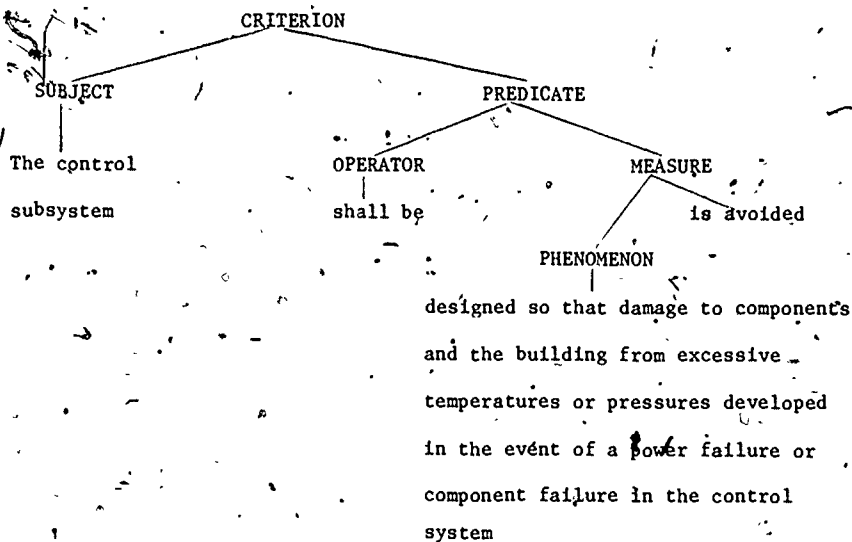 CRITERION
SUBJECT
PREDICATE
The control
subsystem
OPERATOR
shall be
MEASURE
is avoided
PHENOMENON
designed so that damage to components
and the building from excessive
temperatures or pressures developed
in the event of a power failure or
component failure in the control
system